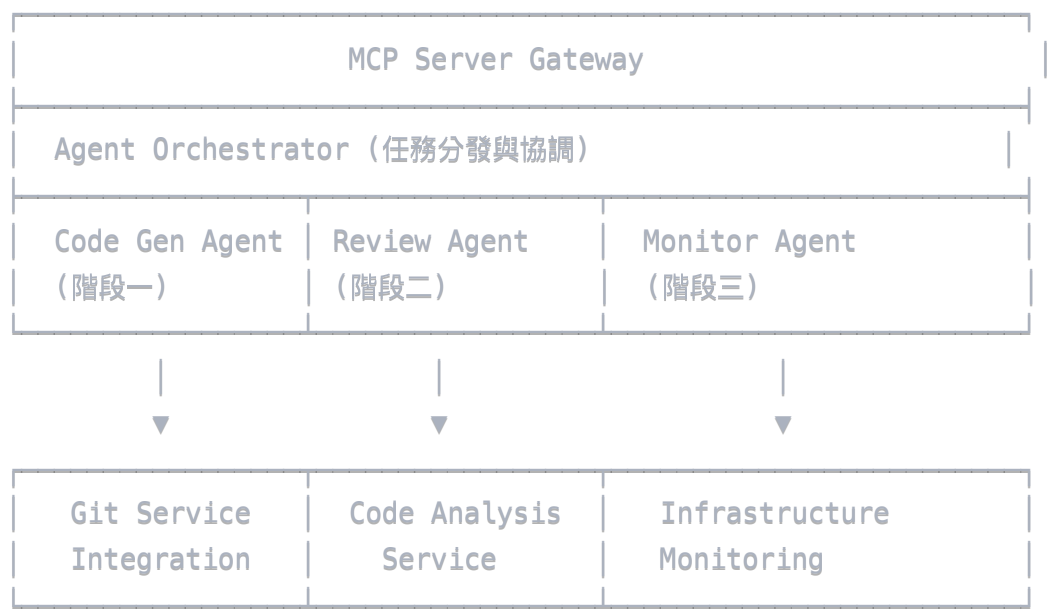 MCP Server Gateway
Agent Orchestrator (任務分發與協調)
Code Gen Agent
(階段一)
Review Agent
(階段二)
Monitor Agent
(階段三)
Git Service
Integration
Code Analysis
Service
Infrastructure
Monitoring